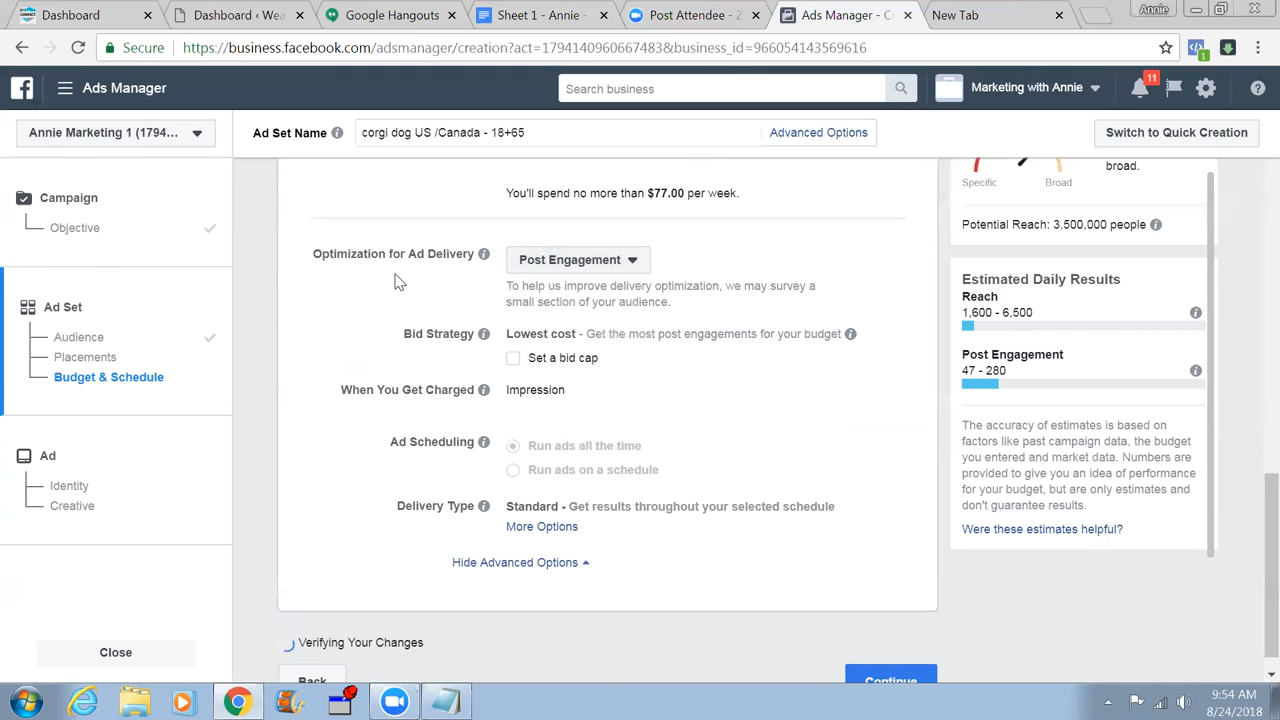 Dashboard
Dashboard ‹ Wea
Google Hangouts
Sheet 1 - Annie
Post Attendee - Z
Ads Manager - Cr
New Tab
Annie
Secure
https://business.facebook.com/adsmanager/creation?act=1794140960667483&business_id=966054143569616
1
Ads Manager
Search business
Marketing with Annie
11
Annie Marketing 1 (1794...
Ad Set Name
corgi dog US /Canada - 18+65
Advanced Options
Switch to Quick Creation
Campaign
Objective
Ad Set
Audience
Placements
Budget & Schedule
Ad
Identity
Creative
Close
You'll spend no more than $77.00 per week.
Optimization for Ad Delivery
Post Engagement
To help us improve delivery optimization, we may survey a
small section of your audience.
Bid Strategy
Lowest cost - Get the most post engagements for your budget
Set a bid cap
When You Get Charged
Impression
Ad Scheduling
Run ads all the time
Run ads on a schedule
Delivery Type
Standard - Get results throughout your selected schedule
More Options
Hide Advanced Options
Verifying Your Changes
Back
Continue
broad.
Specific
Broad
Potential Reach: 3,500,000 people
Estimated Daily Results
Reach
1,600 - 6,500
Post Engagement
47 - 280
The accuracy of estimates is based on
factors like past campaign data, the budget
you entered and market data. Numbers are
provided to give you an idea of performance
for your budget, but are only estimates and
don't guarantee results.
Were these estimates helpful?
9:54 AM
8/24/2018